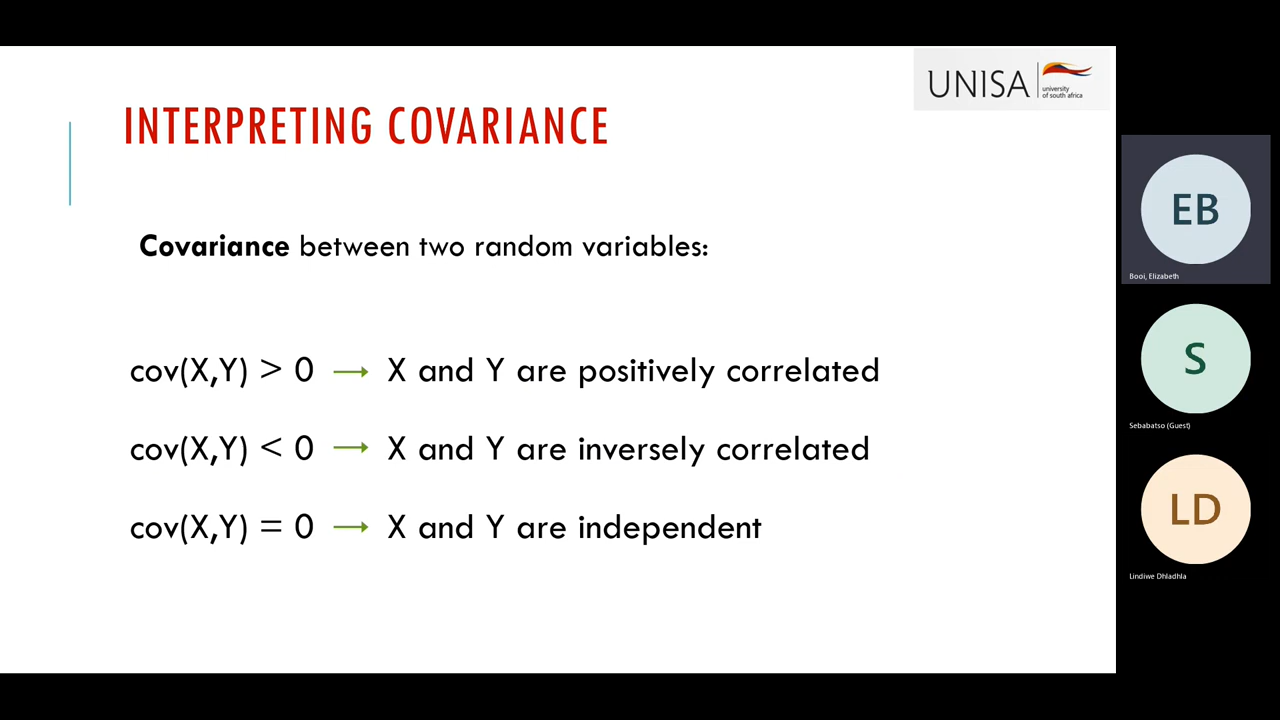 UNISA
university
of south africa
INTERPRETING COVARIANCE
Covariance between two random variables:
cov(X,Y) > 0 → X and Y are positively correlated
cov(X,Y) < 0 → X and Y are inversely correlated
cov(X,Y) = 0 → X and Y are independent
EB
Booi, Elizabeth
S
Sebabatso (Guest)
LD
Lindiwe Dhladhla